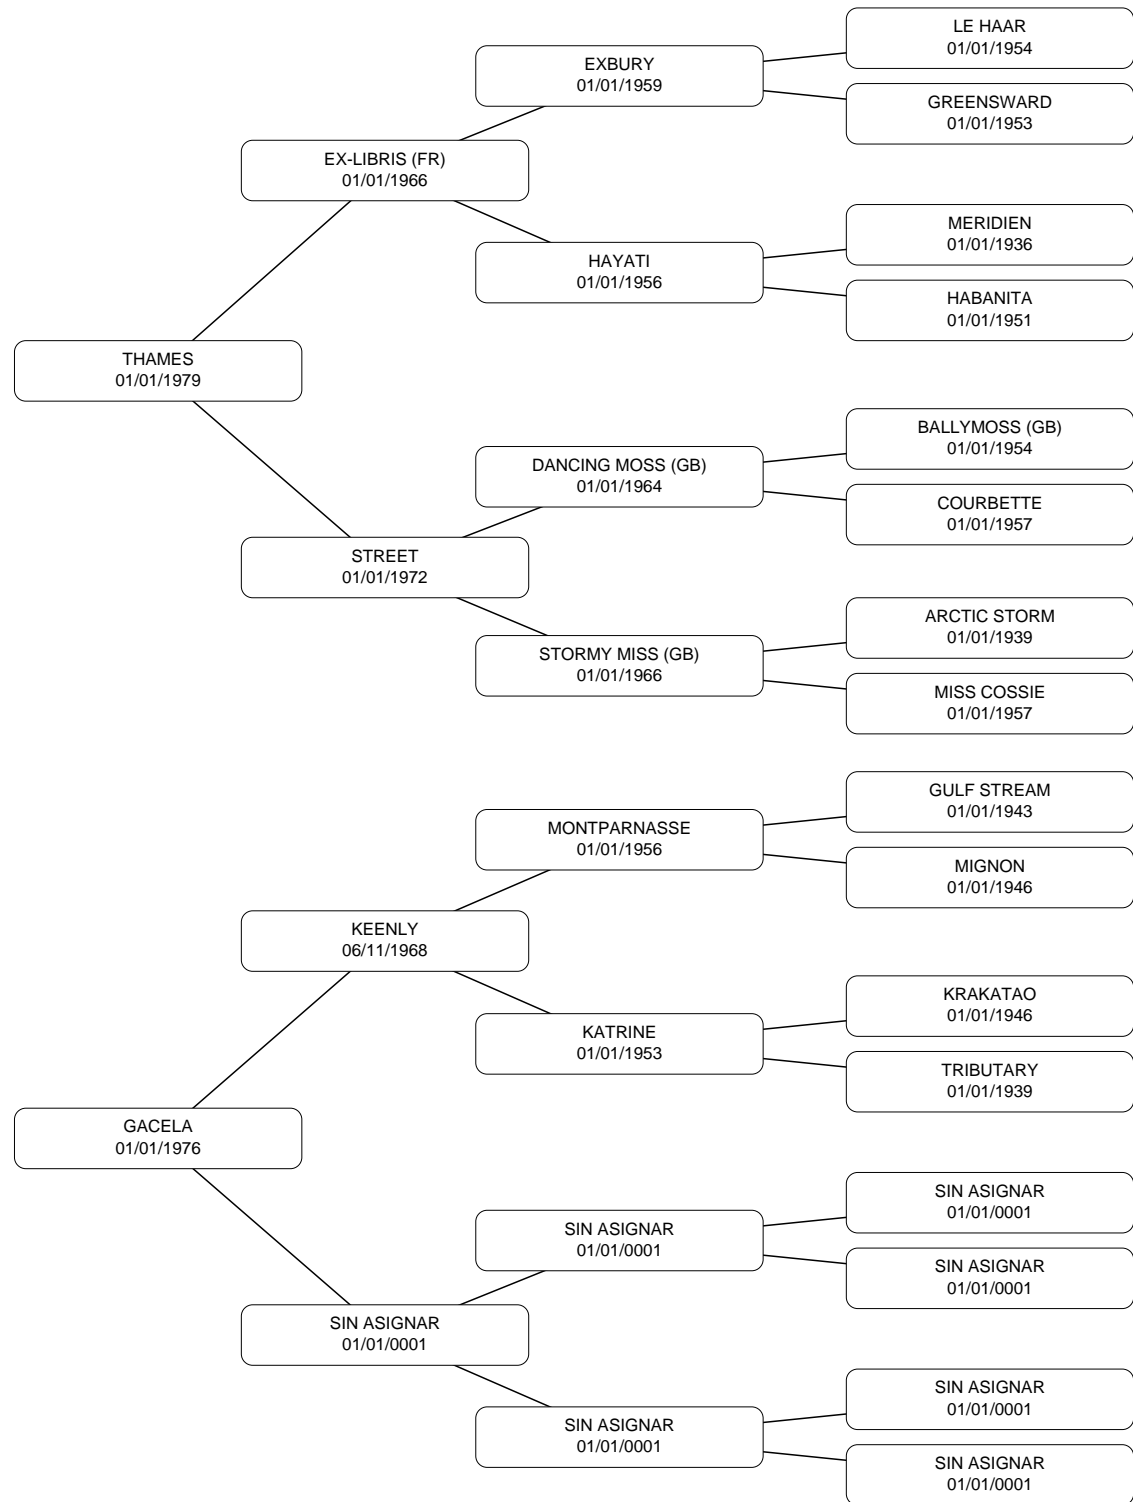 LE HAAR
01/01/1954
EXBURY
01/01/1959
GREENSWARD
01/01/1953
EX-LIBRIS (FR)
01/01/1966
MERIDIEN
01/01/1936
HAYATI
01/01/1956
HABANITA
01/01/1951
THAMES
01/01/1979
BALLYMOSS (GB)
01/01/1954
DANCING MOSS (GB)
01/01/1964
COURBETTE
01/01/1957
STREET
01/01/1972
ARCTIC STORM
01/01/1939
STORMY MISS (GB)
01/01/1966
MISS COSSIE
01/01/1957
GULF STREAM
01/01/1943
MONTPARNASSE
01/01/1956
MIGNON
01/01/1946
KEENLY
06/11/1968
KRAKATAO
01/01/1946
KATRINE
01/01/1953
TRIBUTARY
01/01/1939
GACELA
01/01/1976
SIN ASIGNAR
01/01/0001
SIN ASIGNAR
01/01/0001
SIN ASIGNAR
01/01/0001
SIN ASIGNAR
01/01/0001
SIN ASIGNAR
01/01/0001
SIN ASIGNAR
01/01/0001
SIN ASIGNAR
01/01/0001